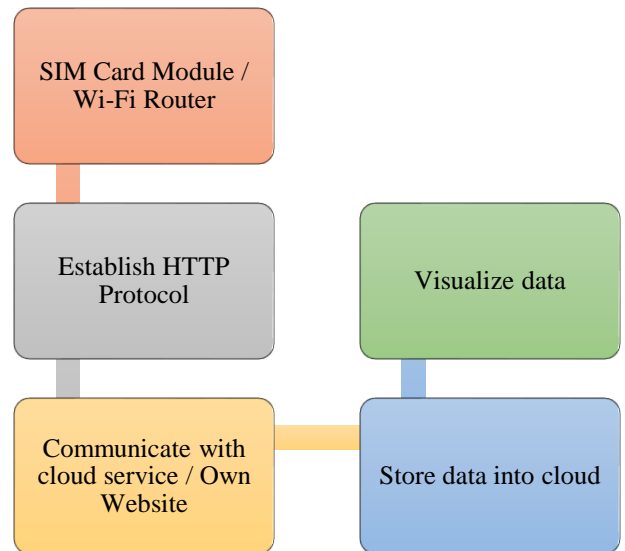 SIM Card Module /
Wi-Fi Router
Establish HTTP
Protocol
Communicate with
cloud service / Own
Website
Store data into cloud
Visualize data